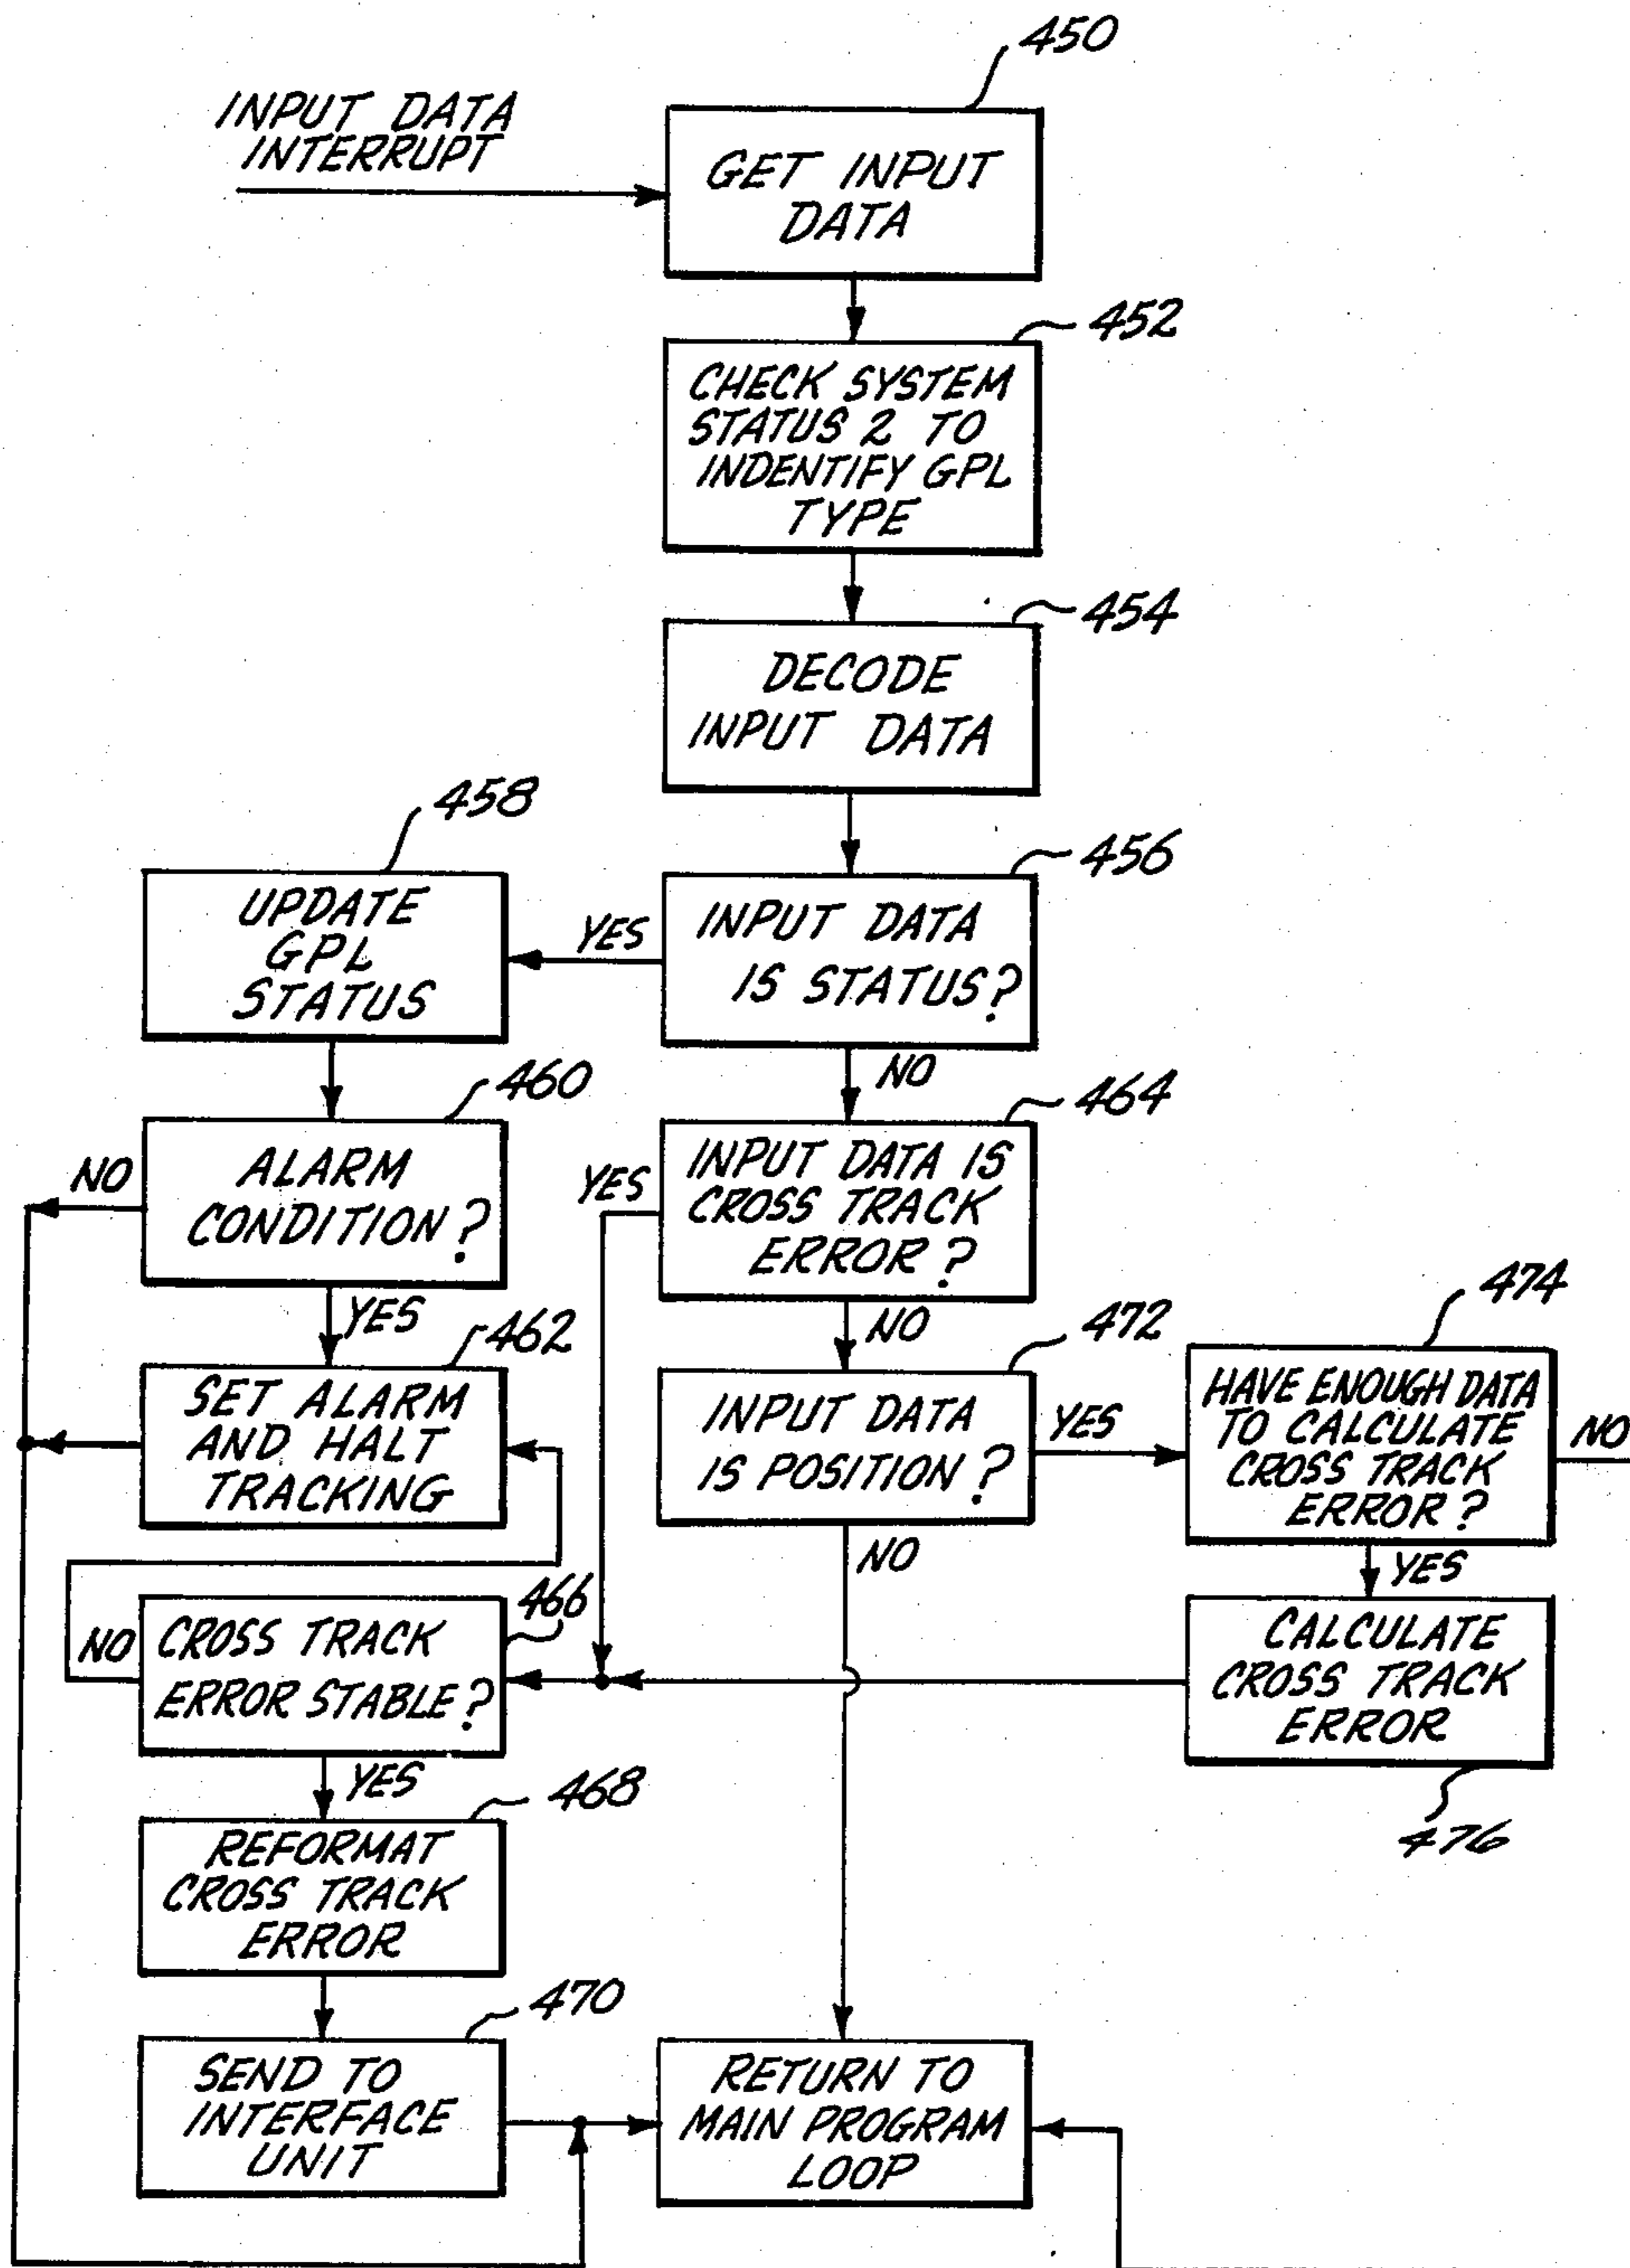 450
INPUT DATA
INTERRUPT
GET INPUT
DATA
452
CHECK SYSTEM
STATUS 2 TO
INDENTIFY GPL
TYPE
454
DECODE
INPUT DATA
458
456
UPDATE
GPL
STATUS
YES
INPUT DATA
IS STATUS?
NO
460
464
NO
ALARM
CONDITION?
YES
INPUT DATA IS
CROSS TRACK
ERROR?
YES
NO
462
472
474
SET ALARM
AND HALT
TRACKING
INPUT DATA
IS POSITION?
YES
HAVE ENOUGH DATA
TO CALCULATE
CROSS TRACK
ERROR?
NO
NO
YES
466
NO
CROSS TRACK
ERROR STABLE?
CALCULATE
CROSS TRACK
ERROR
YES
468
476
REFORMAT
CROSS TRACK
ERROR
470
SEND TO
INTERFACE
UNIT
RETURN TO
MAIN PROGRAM
LOOP